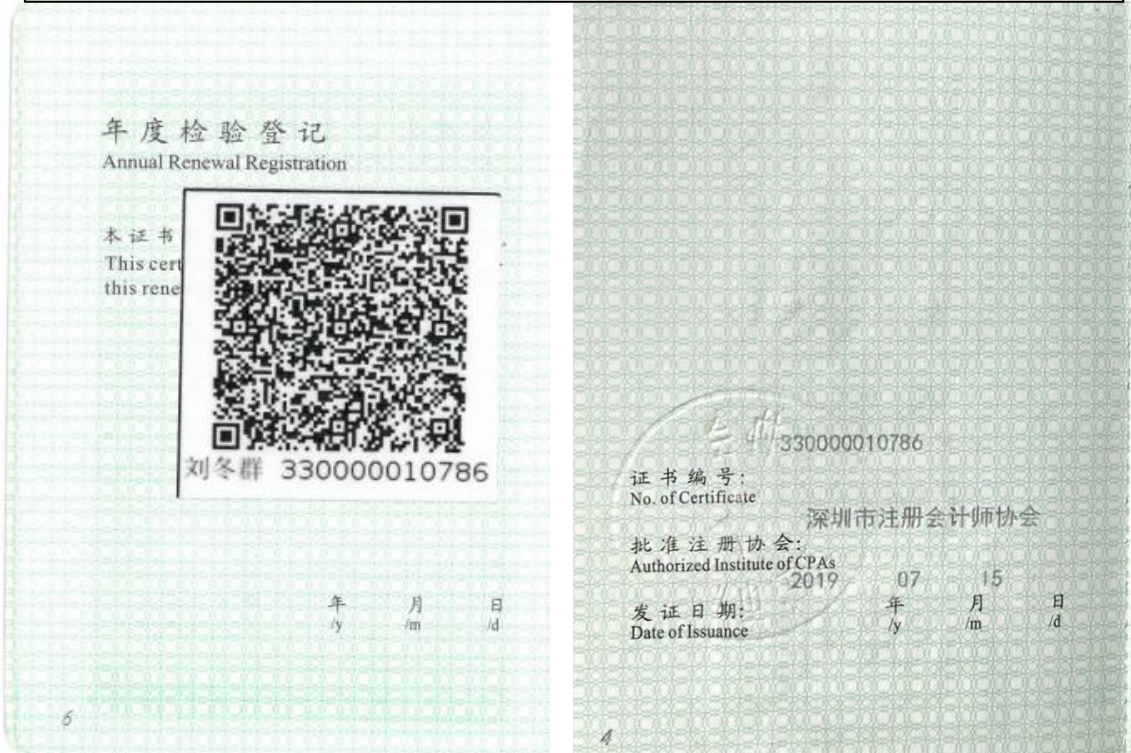 年度检验登记
Annual Renewal Registration
本证书
This cert
this rene
刘冬群 330000010786
年 月 日
/y /m /d
6
330000010786
证书编号:
No. of Certificate
深圳市注册会计师协会
批准注册协会:
Authorized Institute of CPAs
2019 07 15
发证日期: 年 月 日
Date of Issuance /y /m /d
4